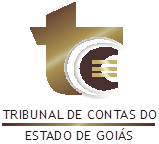 TRIBUNAL DE CONTAS DO
ESTADO DE GOIÁS